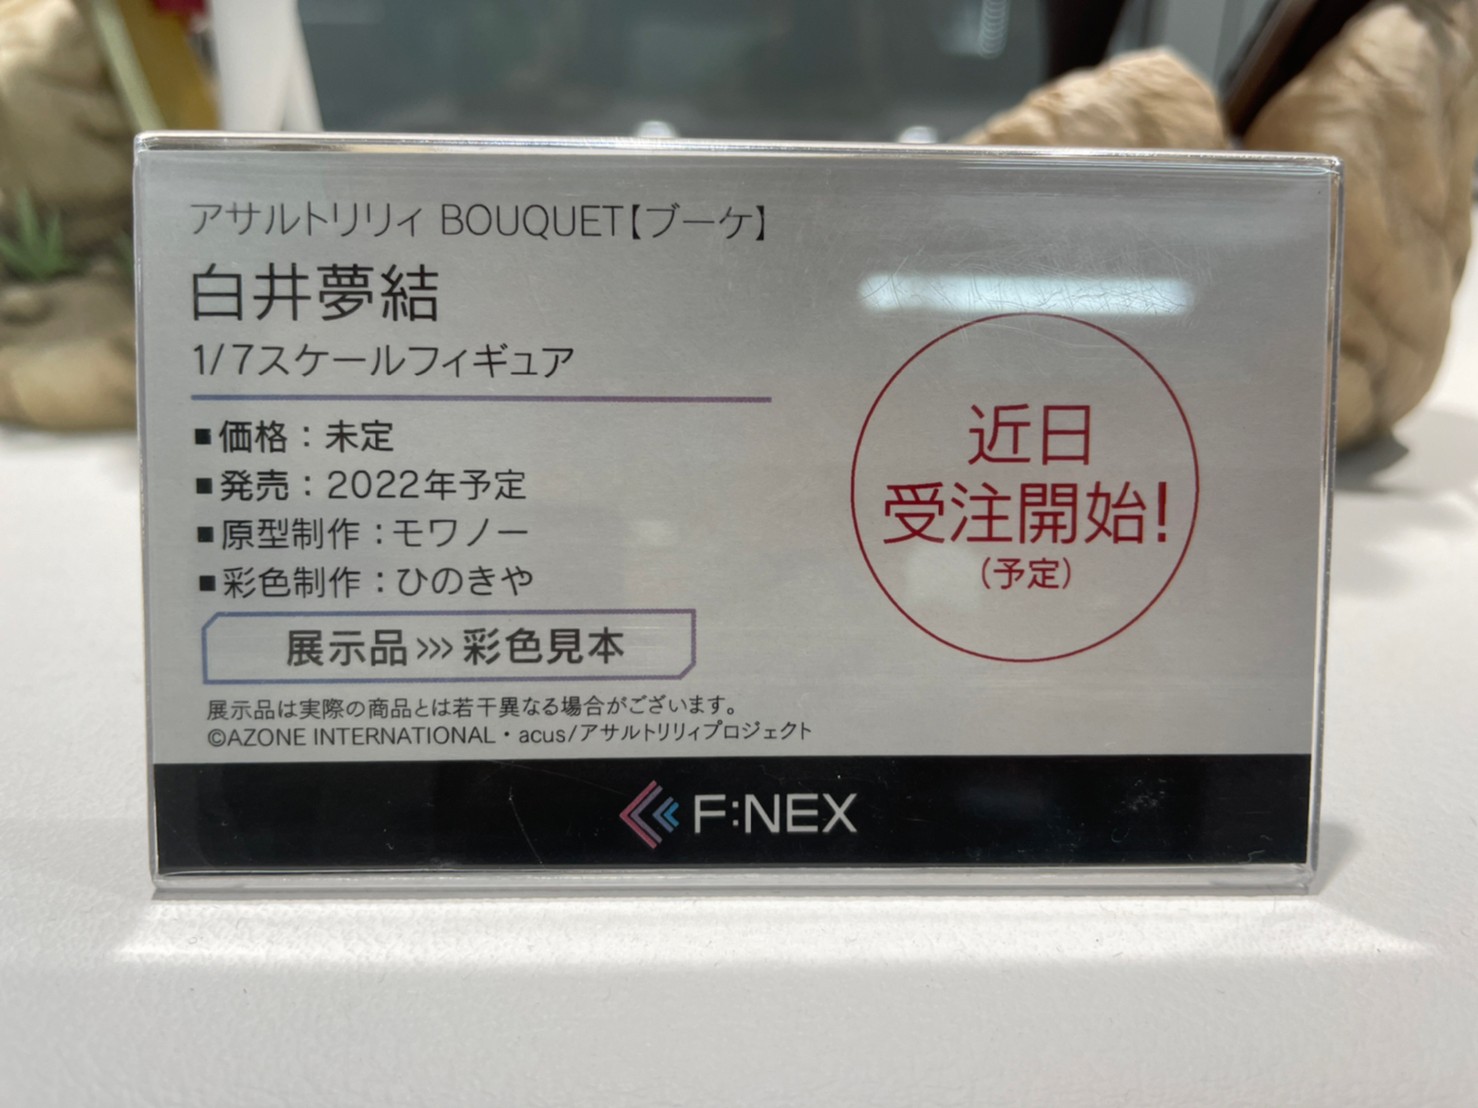 アサルトリリィ BOUQUET【ブーケ】
白井夢結
1/7スケールフィギュア
■価格：未定
■発売：2022年予定
■原型制作：モワノー
■彩色制作：ひのきや
展示品>>>彩色見本
展示品は実際の商品とは若干異なる場合がございます。
©AZONE INTERNATIONAL・acus/アサルトリリィプロジェクト
近日
受注開始!
(予定)
F:NEX